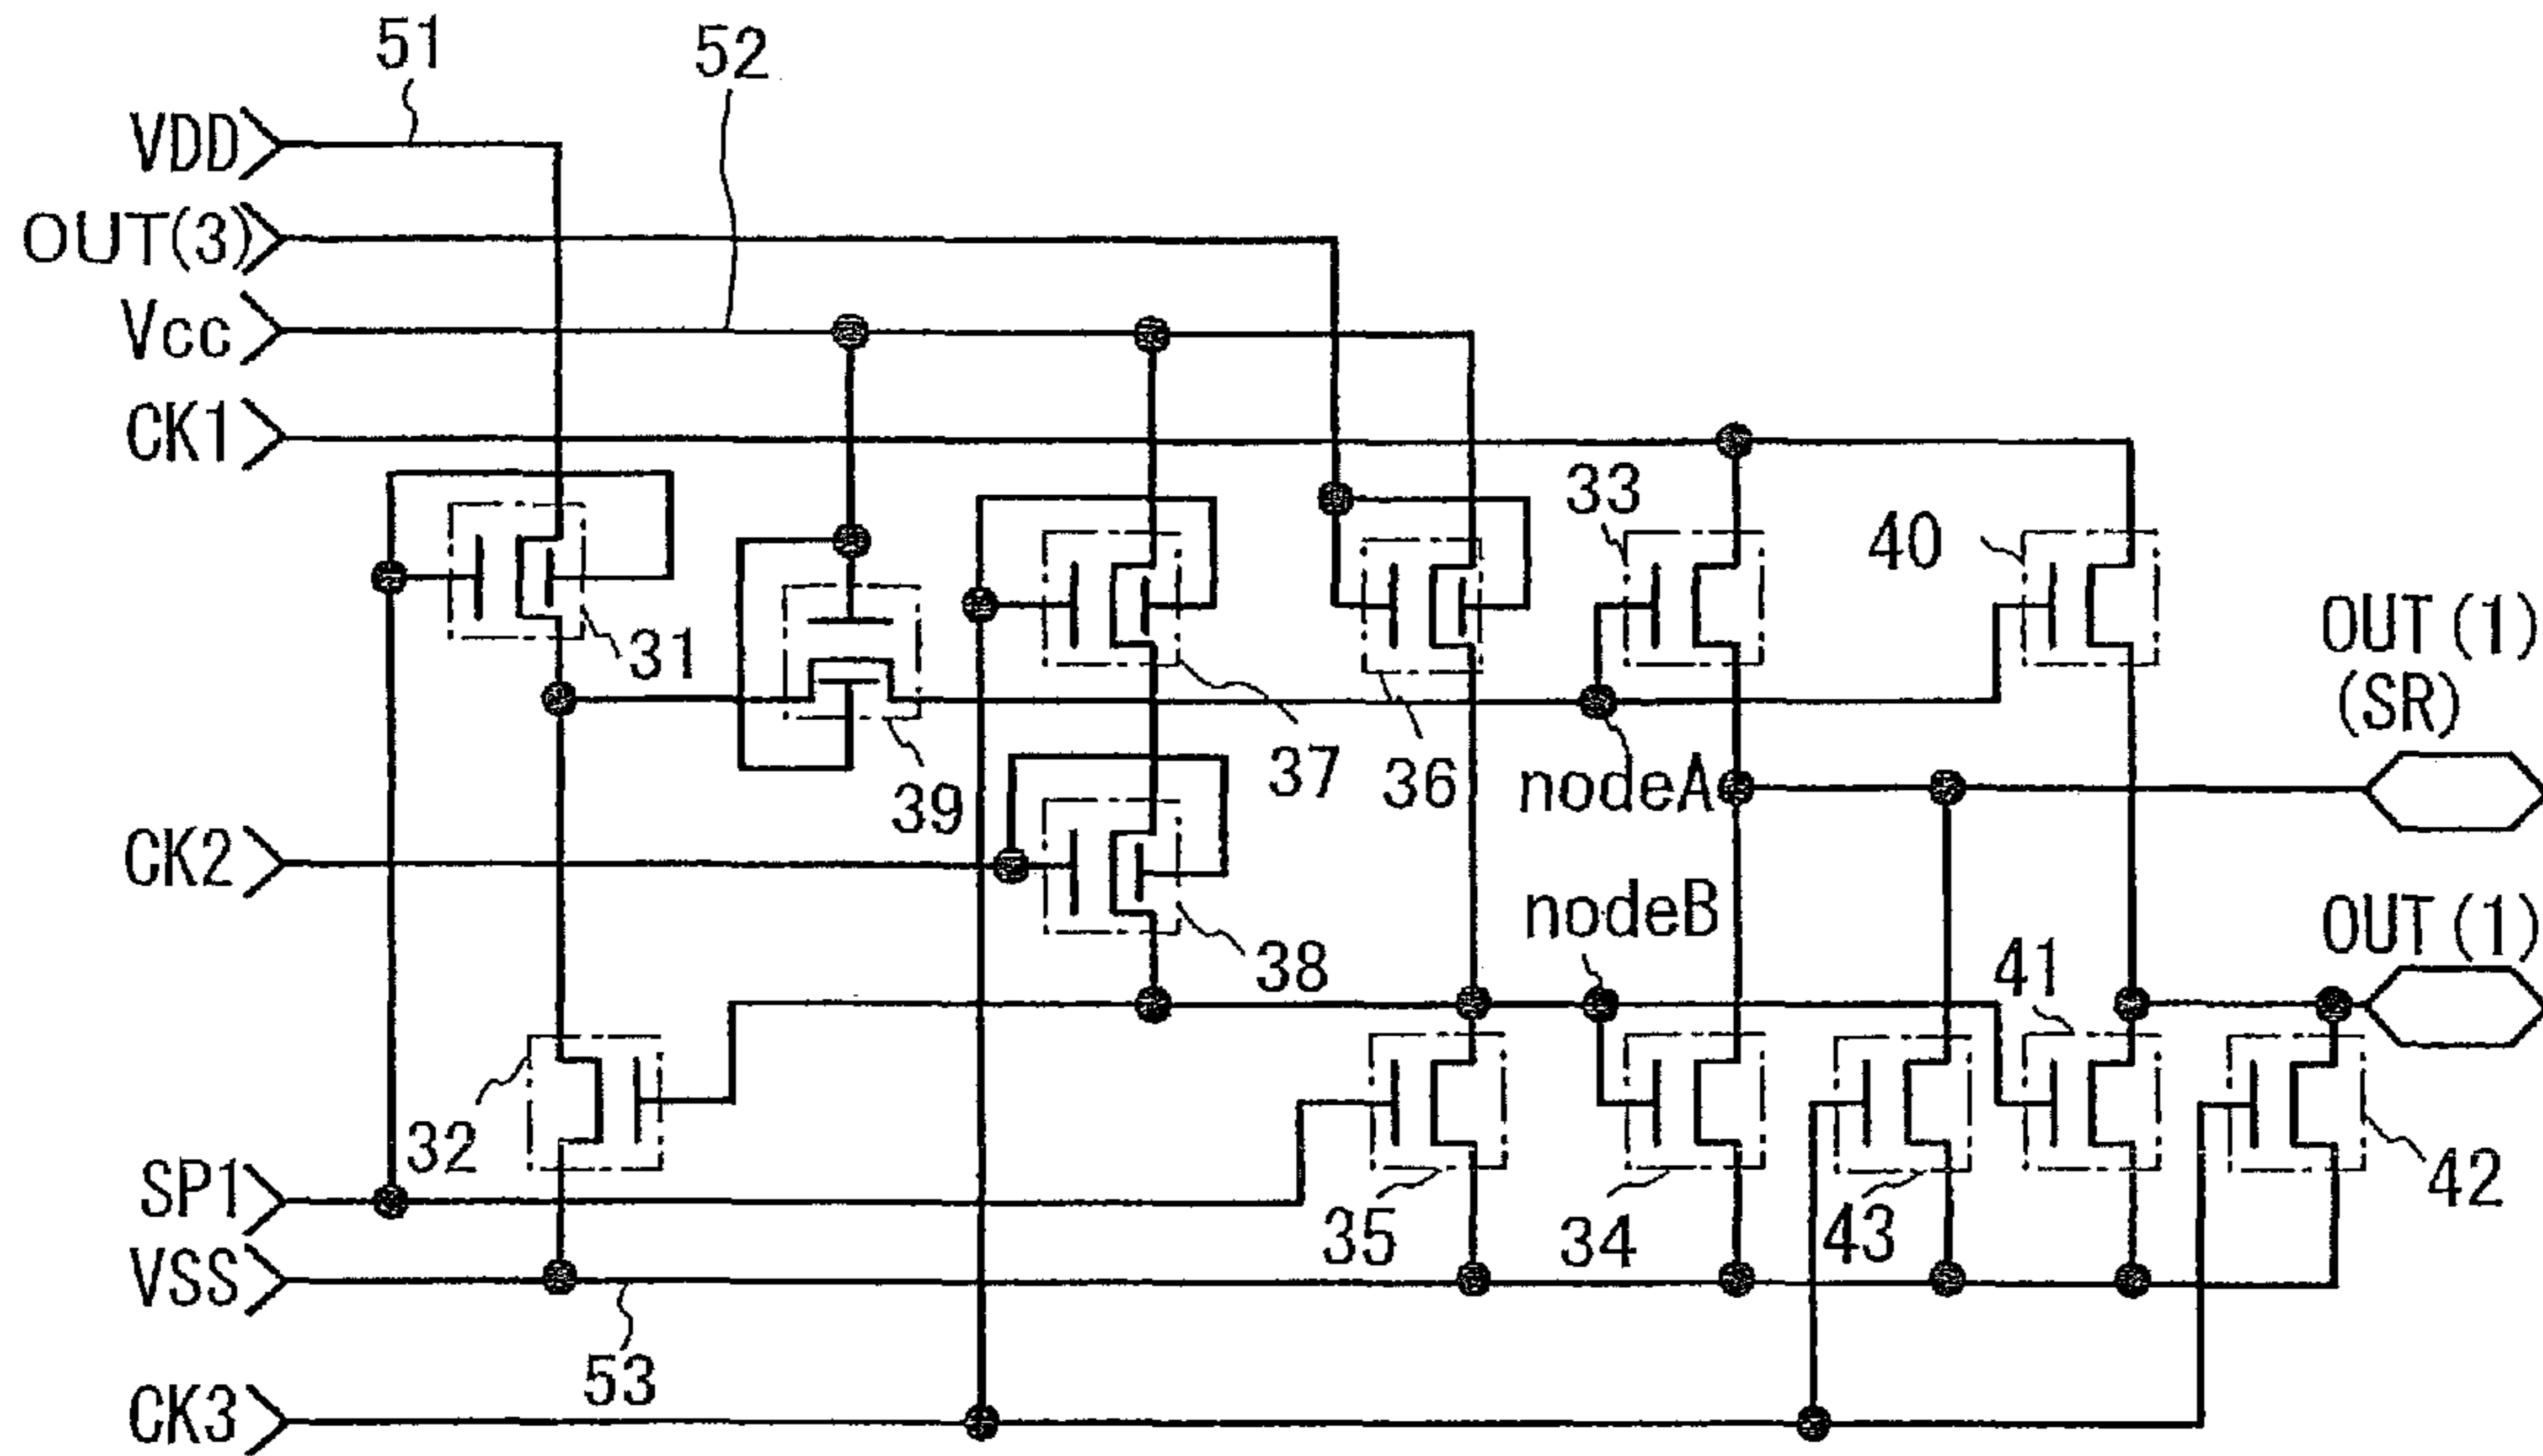 51
52
VDD
OUT(3)
Vcc
CK1
33
40
31
OUT(1)
(SR)
37
36
nodeA
39
CK2
nodeB
38
OUT(1)
41
32
SP1
35
34
43
42
VSS
53
CK3